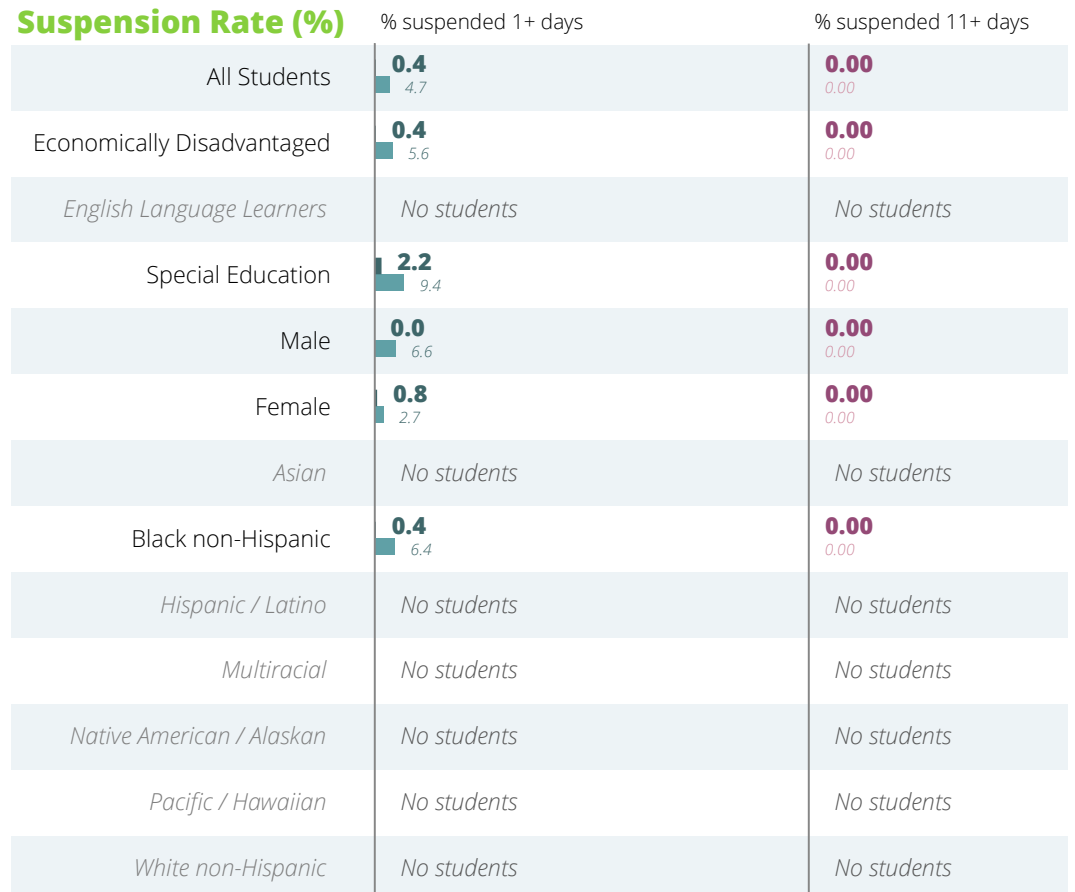 Suspension Rate (%) % suspended 1+ days % suspended 11+ days
All Students 0.4 0.00
4.7 0.00
Economically Disadvantaged 0.4 0.00
5.6 0.00
English Language Learners No students No students
Special Education 2.2 0.00
9.4 0.00
Male 0.0 0.00
6.6 0.00
Female 0.8 0.00
2.7 0.00
Asian No students No students
Black non-Hispanic 0.4 0.00
6.4 0.00
Hispanic / Latino No students No students
Multiracial No students No students
Native American / Alaskan No students No students
Pacific / Hawaiian No students No students
White non-Hispanic No students No students